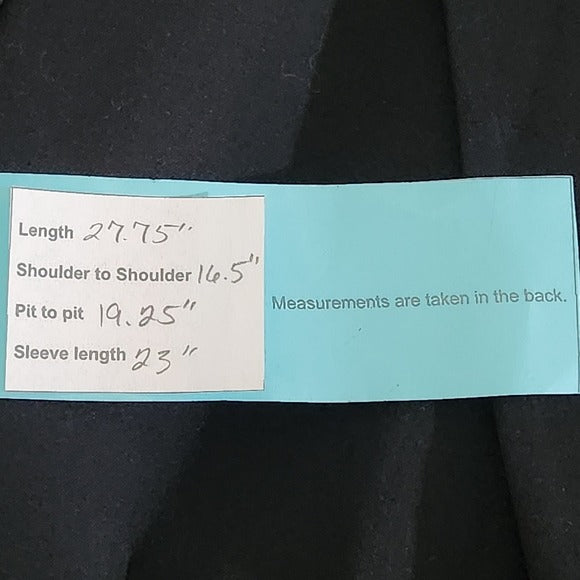 Length 27.75"
Shoulder to Shoulder 16.5"
Pit to pit 19.25"
Sleeve length 23"
Measurements are taken in the back.